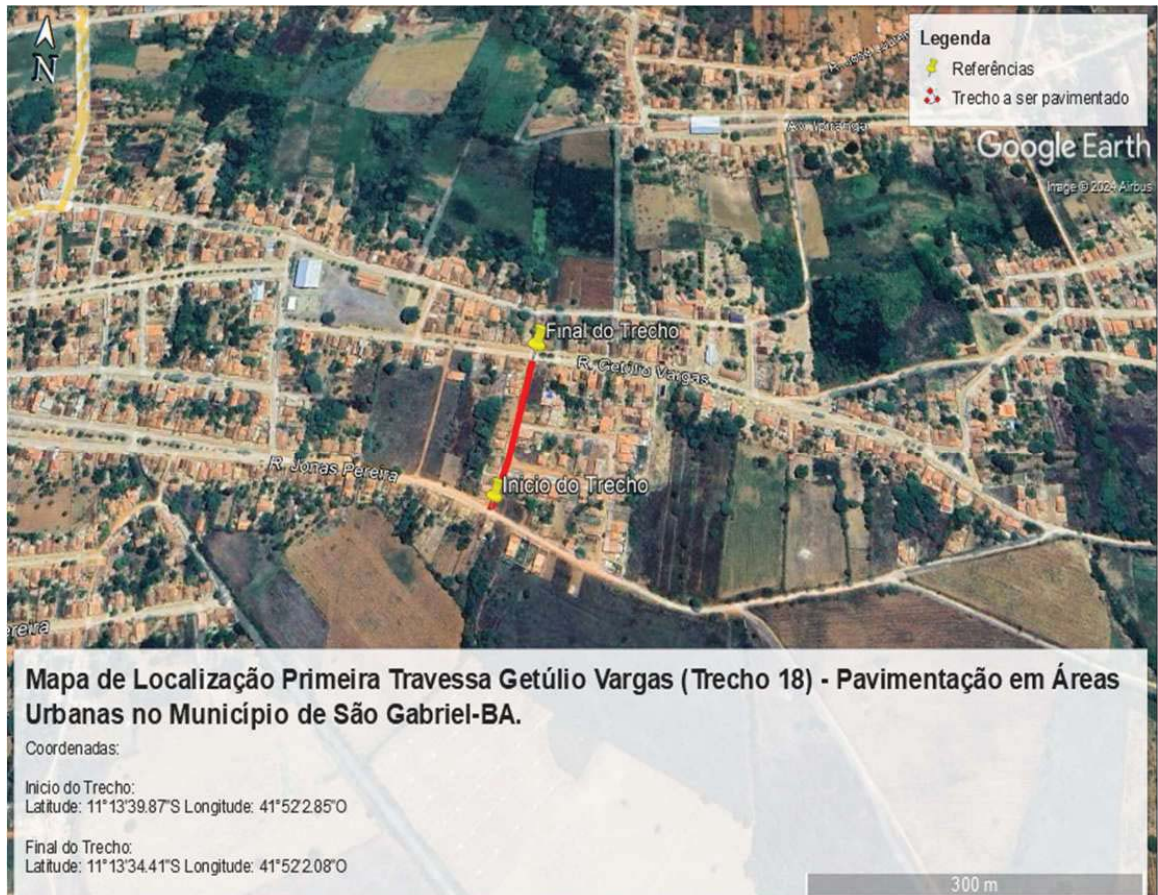 N
Legenda
Referências
Trecho a ser pavimentado
Google Earth
Image © 2024 Airbus
Final do Trecho
R. Getúlio Vargas
R. Jonas Pereira
Inicio do Trecho
ereira
Mapa de Localização Primeira Travessa Getúlio Vargas (Trecho 18) - Pavimentação em Áreas
Urbanas no Município de São Gabriel-BA.
Coordenadas:
Inicio do Trecho:
Latitude: 11°13'39.87"S Longitude: 41°52'2.85"O
Final do Trecho:
Latitude: 11°13'34.41"S Longitude: 41°52'2.08"O
300 m